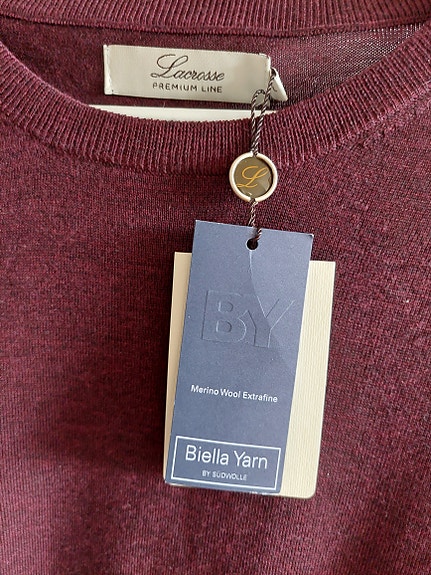 Lacrosse
PREMIUM LINE
L
BY
Merino Wool Extrafine
Biella Yarn
BY SÜDWOLLE